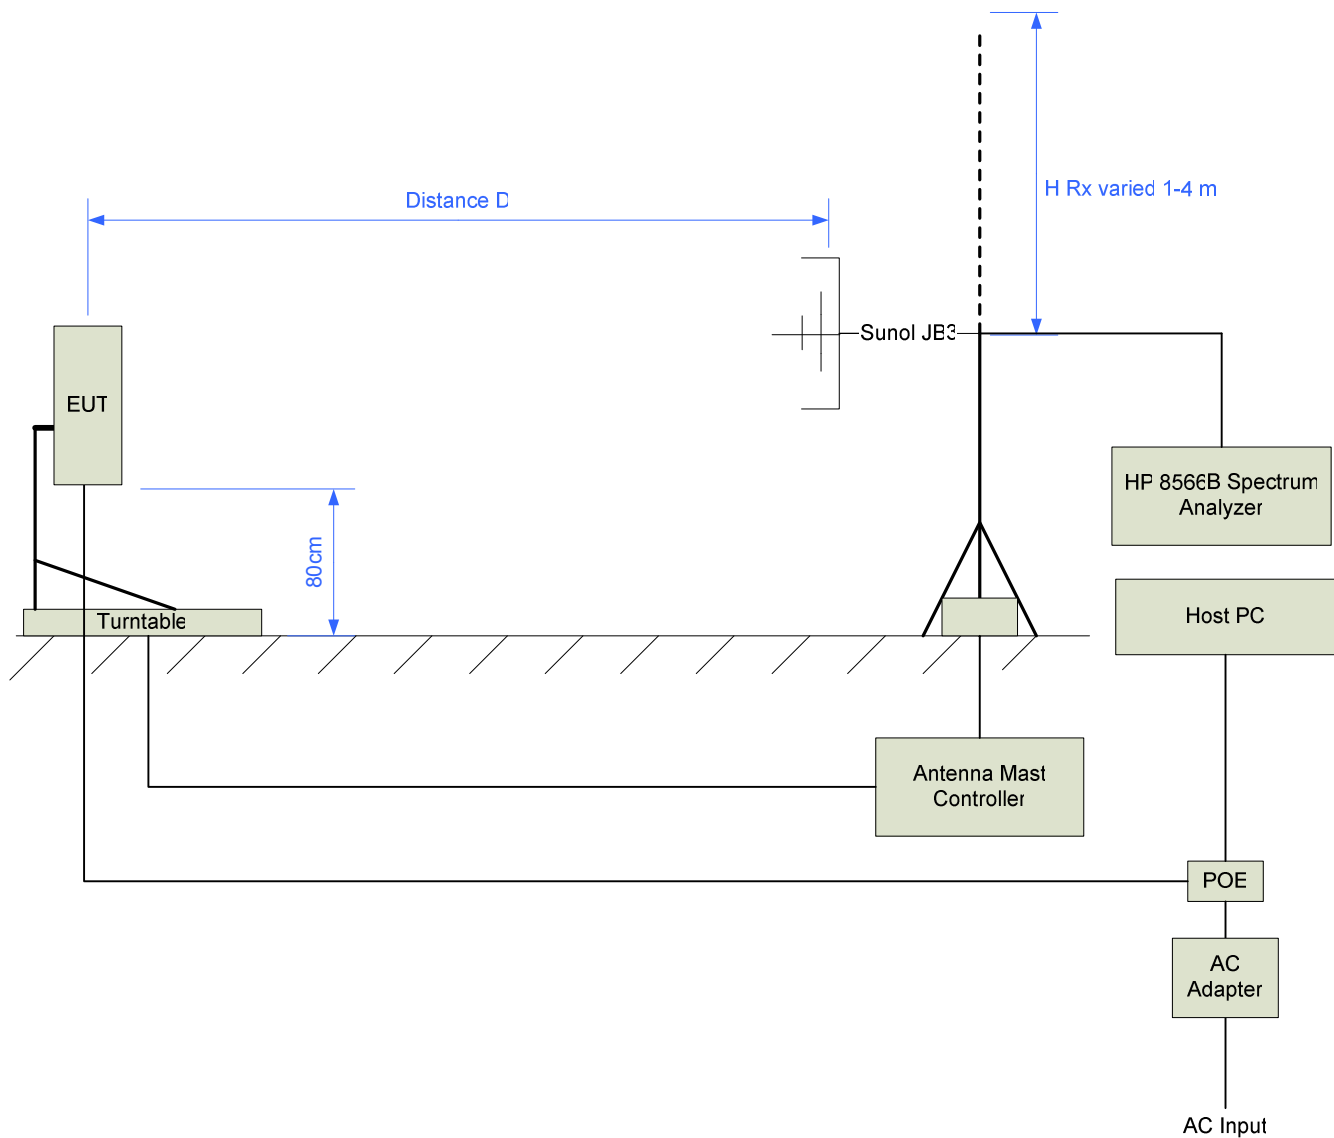 Distance D
H Rx varied 1-4 m
Sunol JB3
EUT
HP 8566B Spectrum
Analyzer
80cm
Turntable
Host PC
Antenna Mast
Controller
POE
AC
Adapter
AC Input